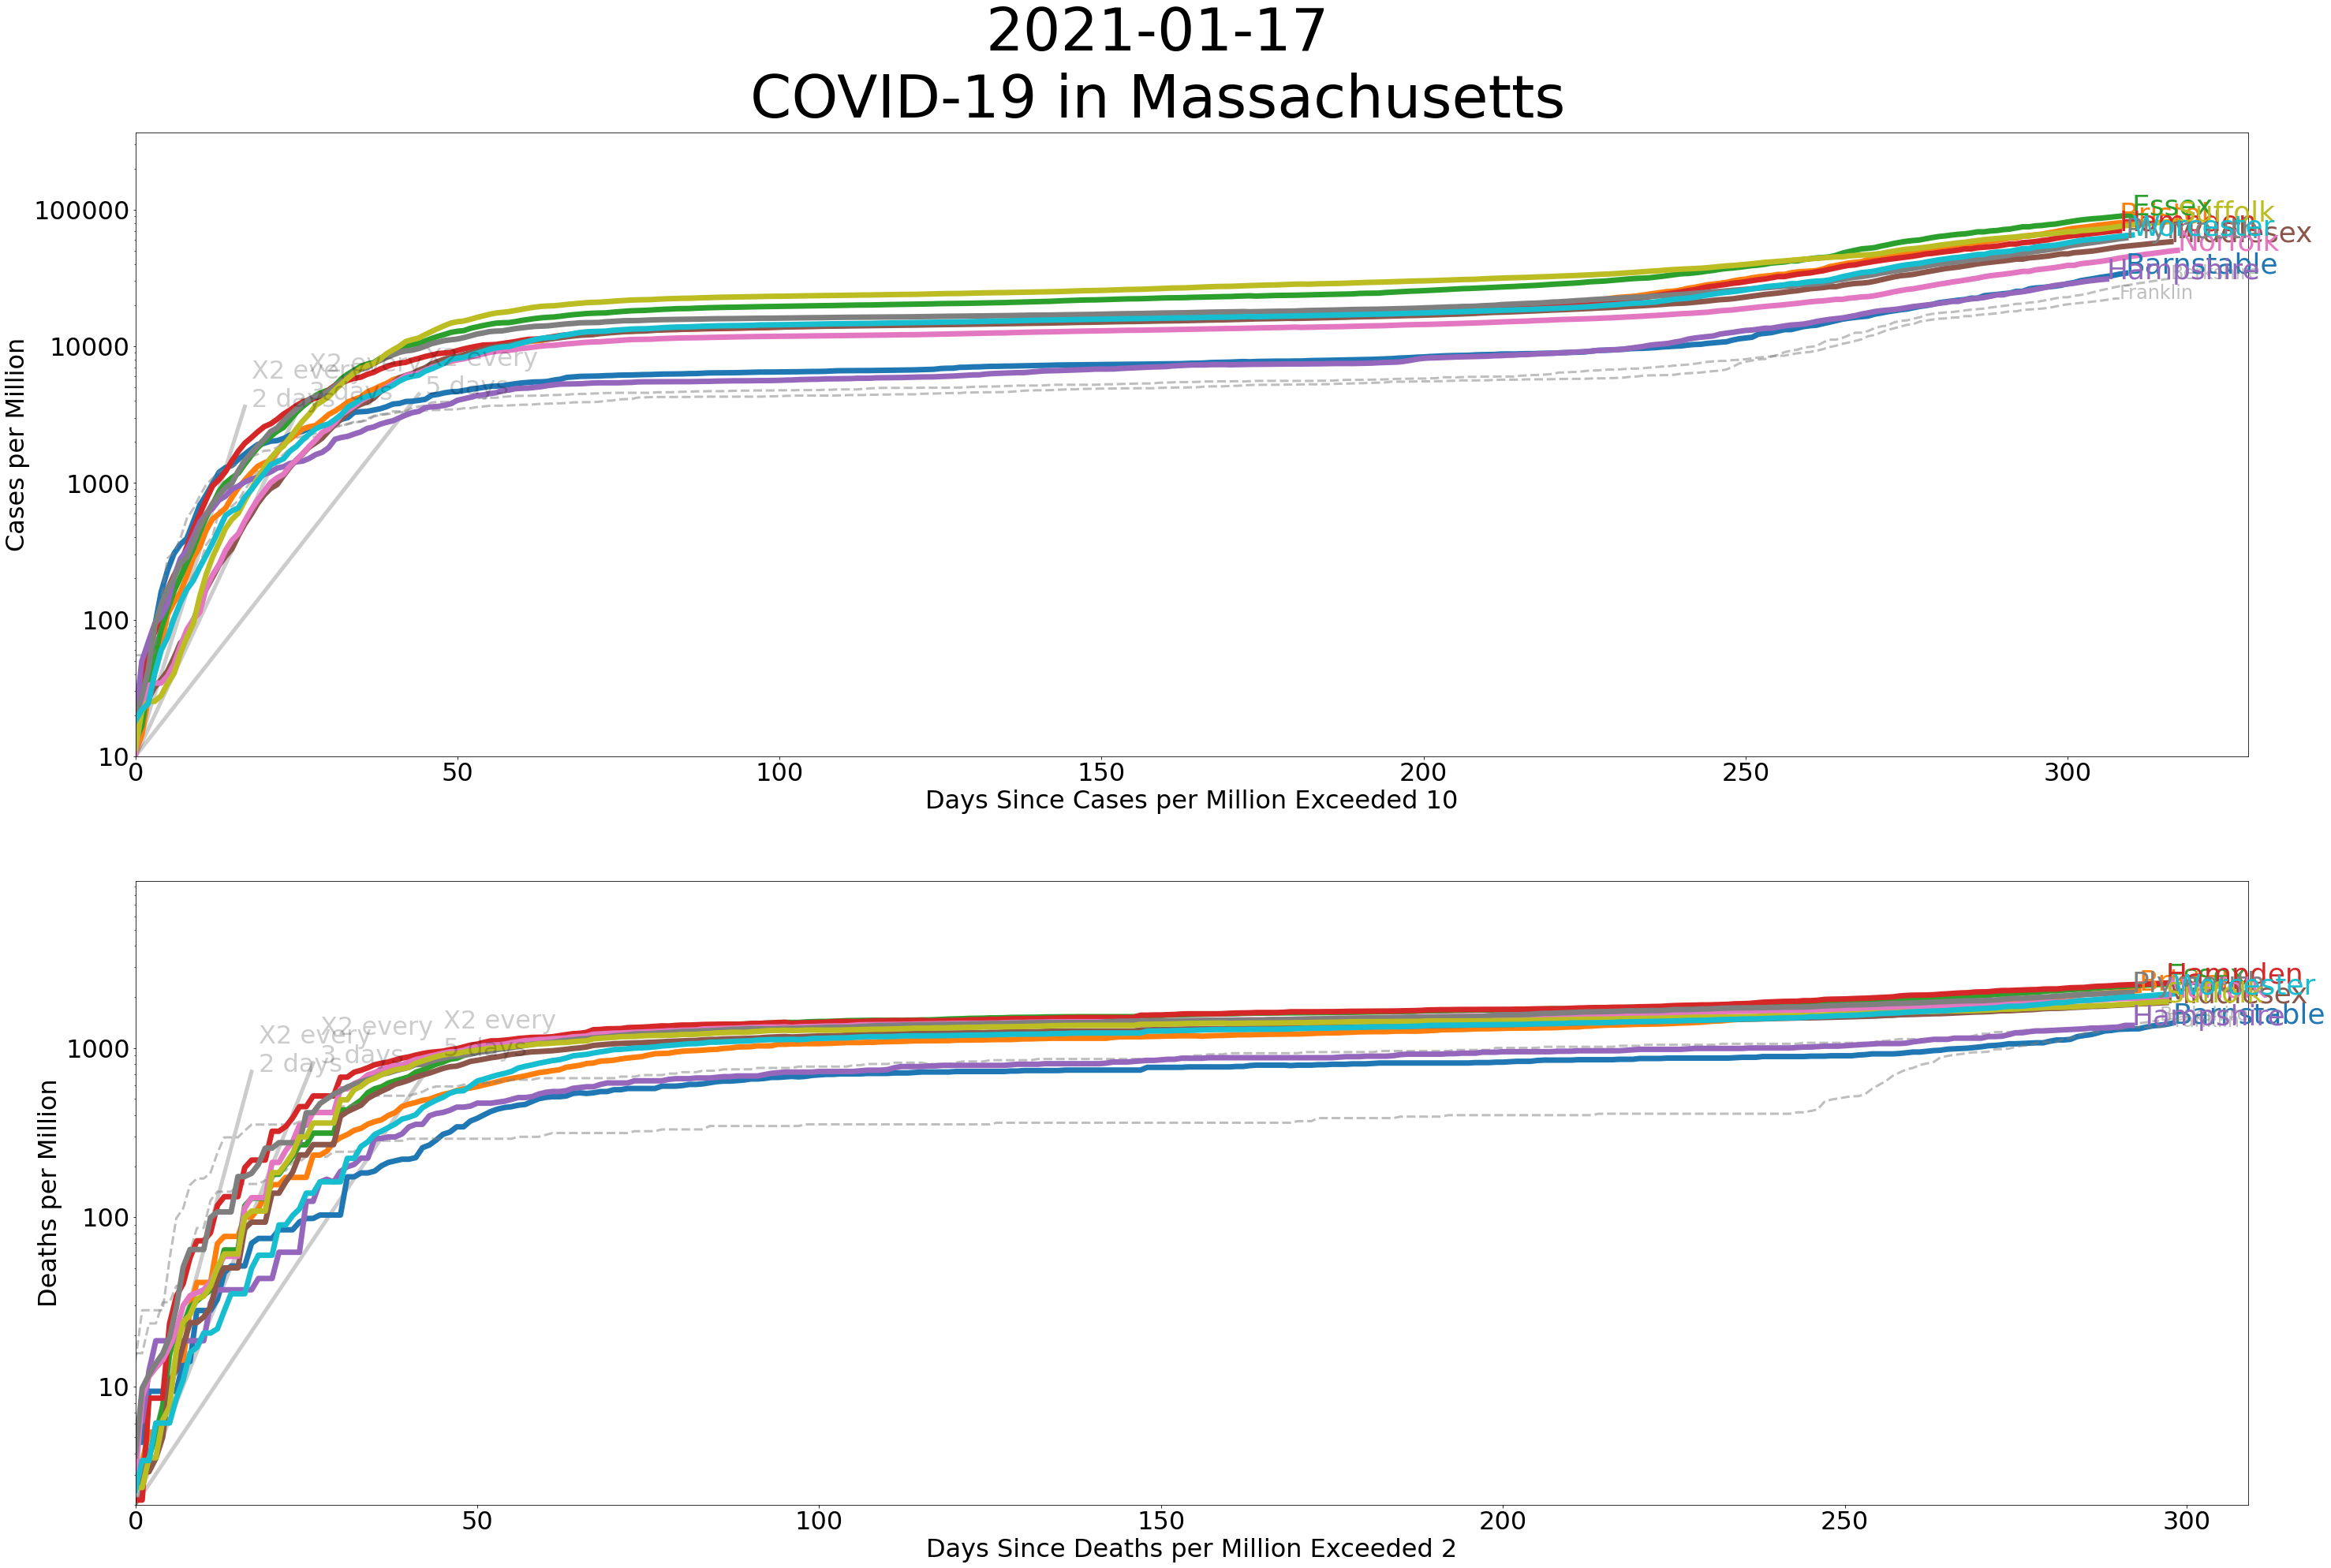 2021-01-17
COVID-19 in Massachusetts
100000
10000
1000
100
10
Cases per Million
X2 every
2 days
X2 every
3 days
X2 every
5 days
Essex
Suffolk
Worcester
Middlesex
Norfolk
Barnstable
Hampshire
Franklin
0
50
100
150
200
250
300
Days Since Cases per Million Exceeded 10
1000
100
10
Deaths per Million
X2 every
2 days
X2 every
3 days
X2 every
5 days
Hampden
Worcester
Middlesex
Hampshire
Barnstable
0
50
100
150
200
250
300
Days Since Deaths per Million Exceeded 2